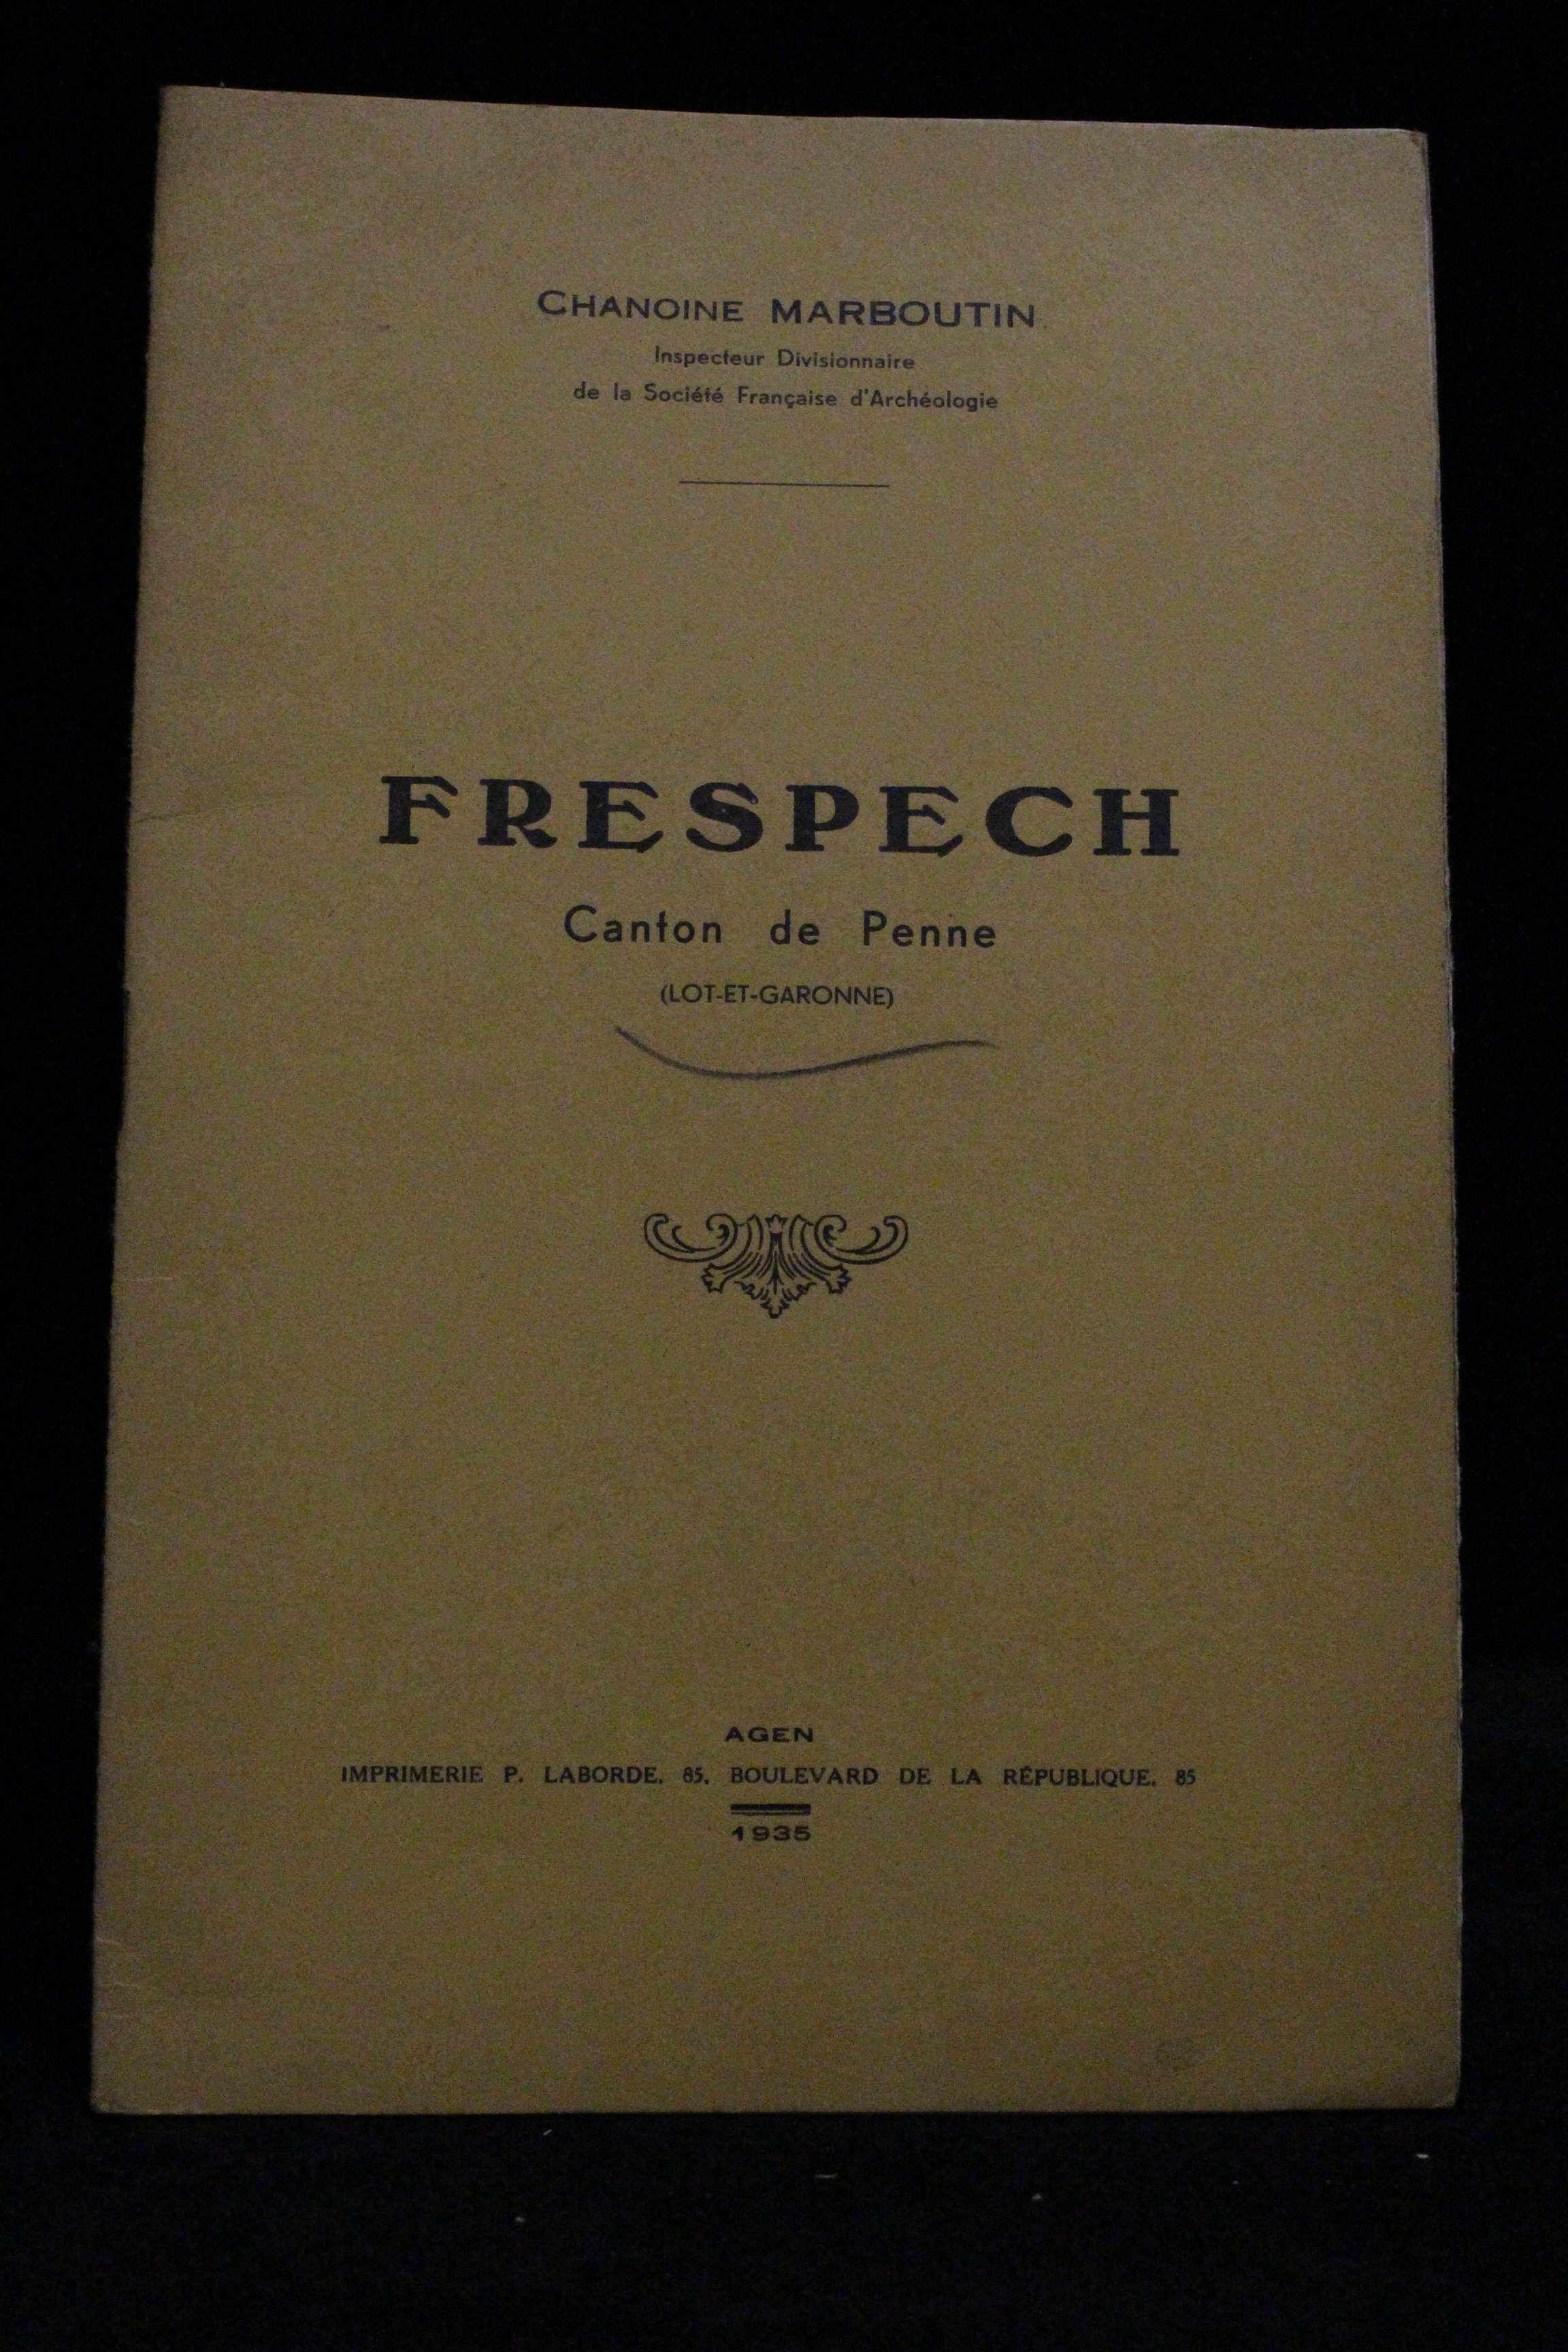 CHANOINE MARBOUTIN
Inspecteur Divisionnaire
de la Société Française d'Archéologie
FRESPECH
Canton de Penne
(LOT-ET-GARONNE)
AGEN
IMPRIMERIE P. LABORDE, 85, BOULEVARD DE LA RÉPUBLIQUE, 85
1935